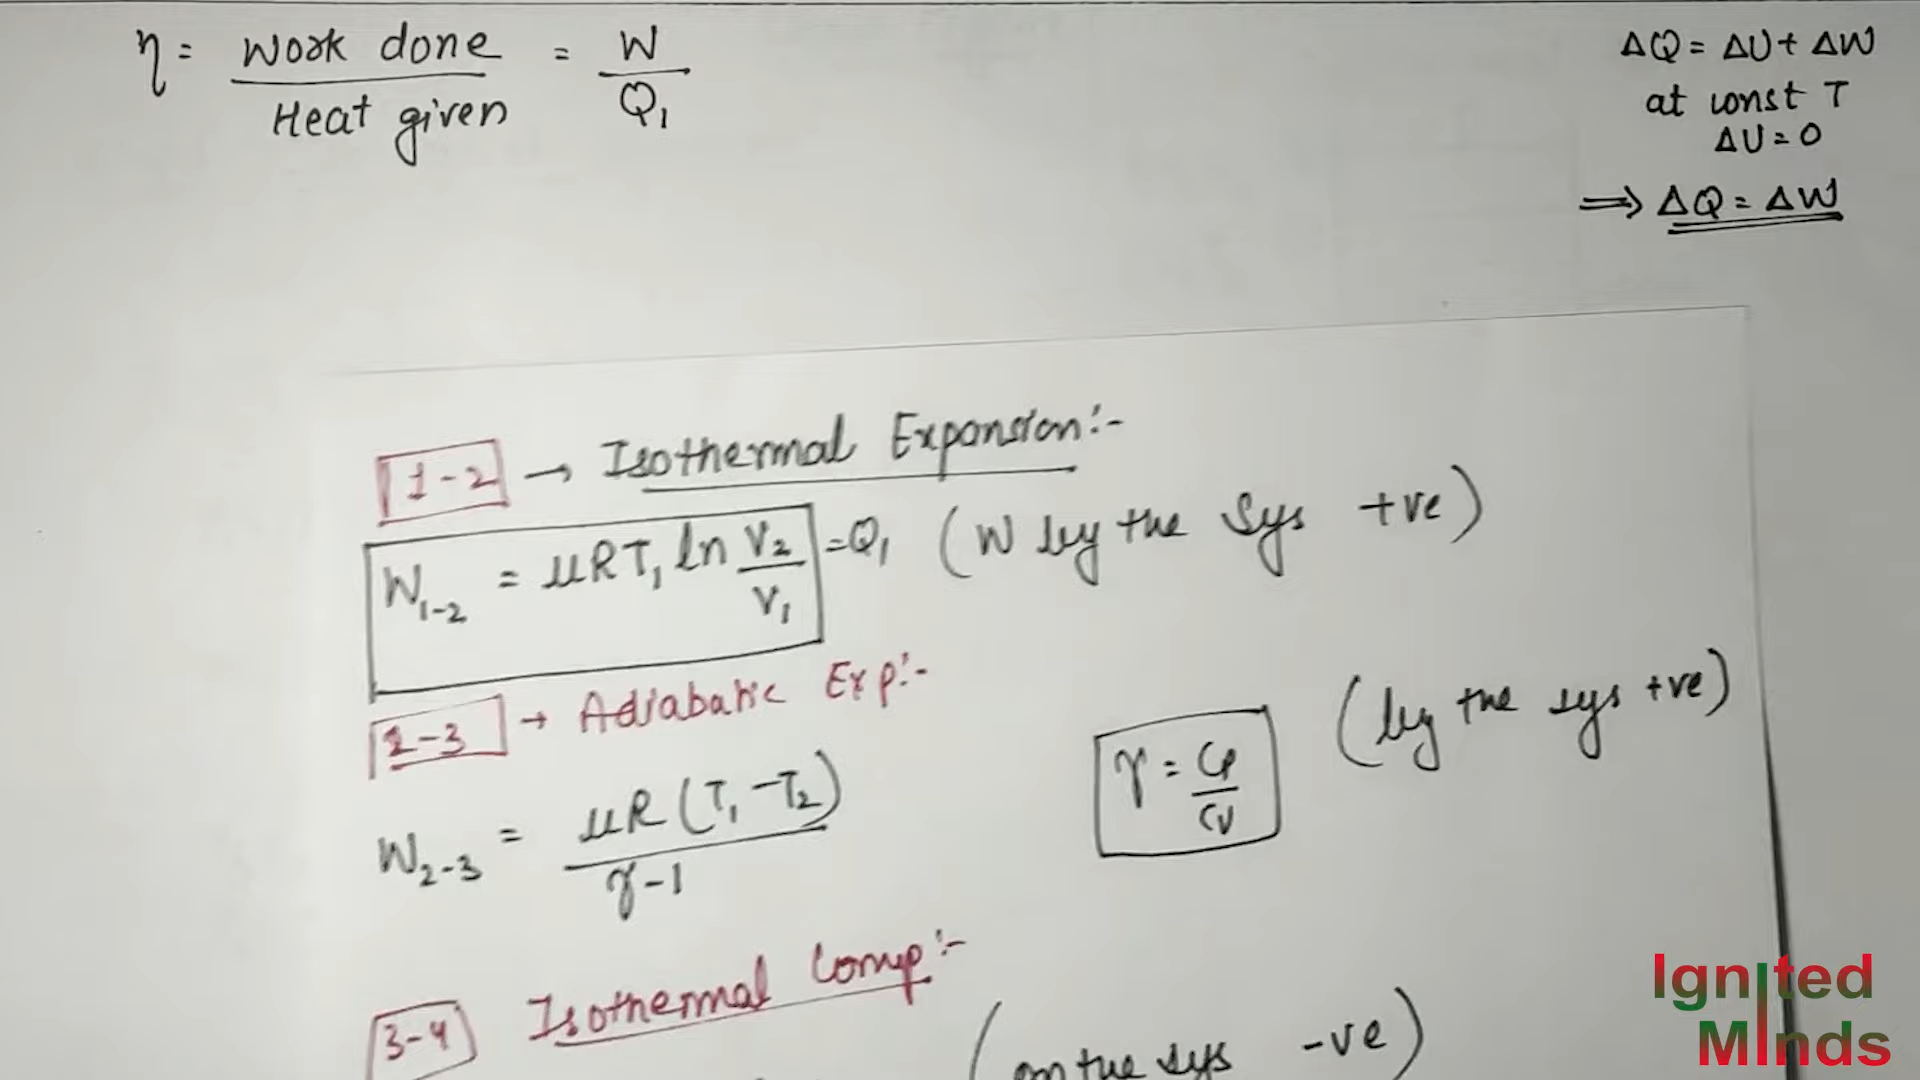 η = Work done / Heat given = W / Q₁
ΔQ = ΔU + ΔW
at const T
ΔU = 0
⇒ ΔQ = ΔW
1-2 → Isothermal Expansion:-
W₁₋₂ = μRT₁ ln V₂/V₁ = Q₁ (W by the Sys +ve)
2-3 → Adiabatic Exp:-
(by the sys +ve)
W₂₋₃ = μR(T₁-T₂) / γ-1
γ = Cp/Cv
3-4 Isothermal Comp:-
(on the sys -ve)
Ignited
Minds